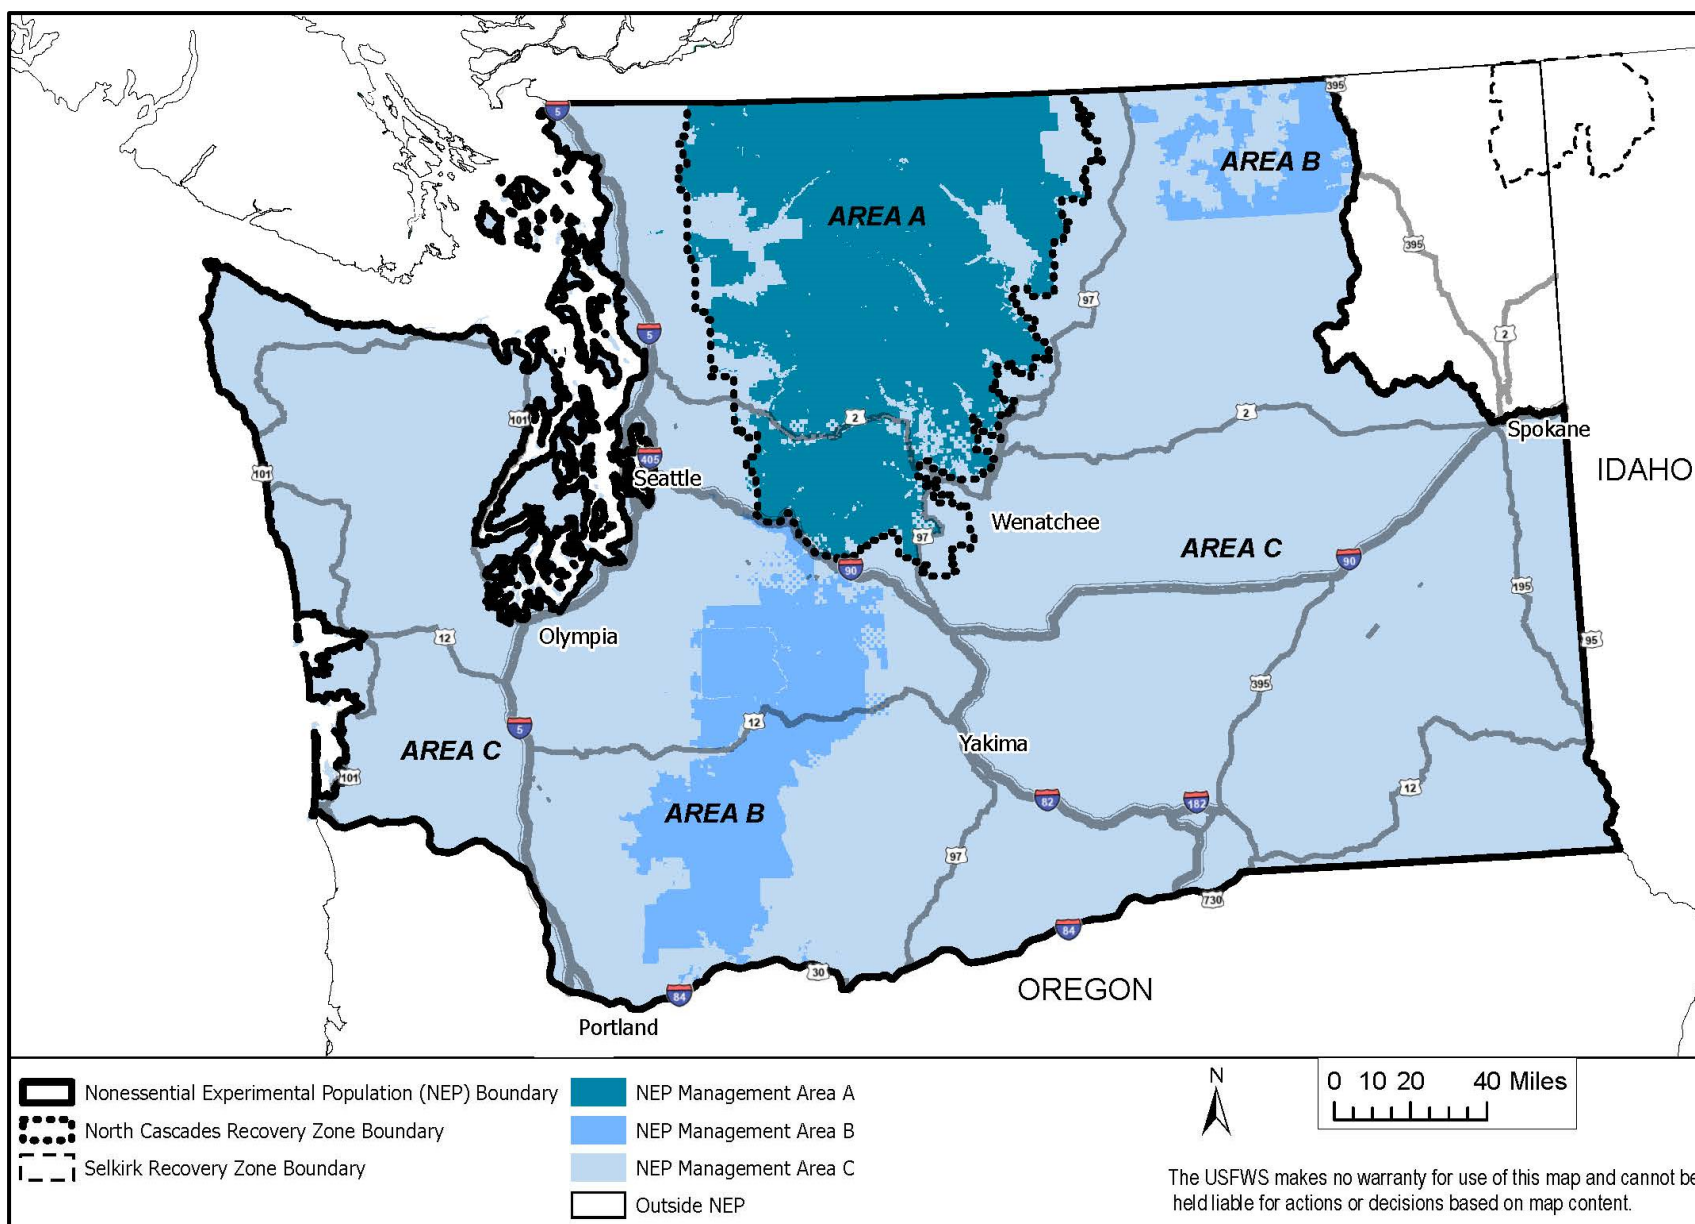 395
5
AREA B
AREA A
395
97
5
2
2
101
2
Spokane
405
101
Seattle
IDAHO
Wenatchee
97
AREA C
90
90
195
12
Olympia
95
395
5
12
Yakima
AREA C
101
12
82
182
AREA B
97
730
84
30
84
OREGON
Portland
Nonessential Experimental Population (NEP) Boundary
North Cascades Recovery Zone Boundary
Selkirk Recovery Zone Boundary
NEP Management Area A
NEP Management Area B
NEP Management Area C
Outside NEP
N
0 10 20 40 Miles
The USFWS makes no warranty for use of this map and cannot be
held liable for actions or decisions based on map content.